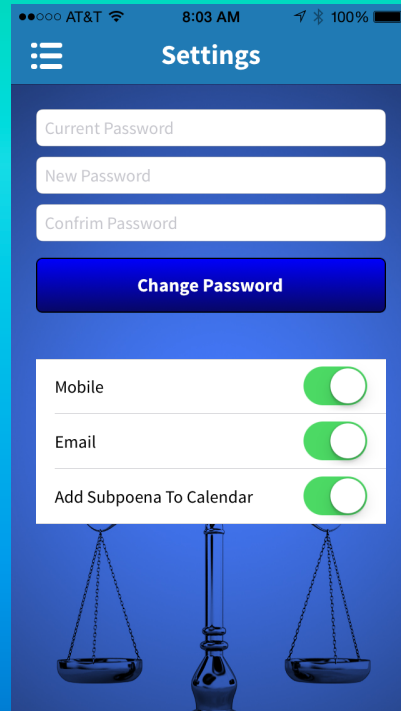 ●●○○○ AT&T 8:03 AM 100%
Settings
Current Password
New Password
Confrim Password
Change Password
Mobile
Email
Add Subpoena To Calendar